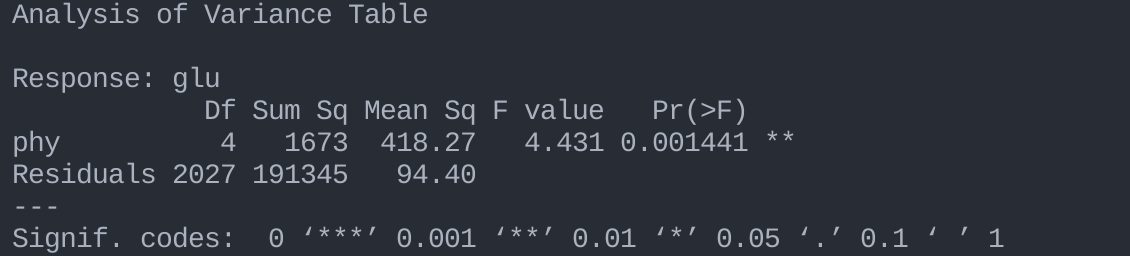 Analysis of Variance Table
Response: glu
Df Sum Sq Mean Sq F value Pr(>F)
phy 4 1673 418.27 4.431 0.001441 **
Residuals 2027 191345 94.40
---
Signif. codes: 0 ‘***’ 0.001 ‘**’ 0.01 ‘*’ 0.05 ‘.’ 0.1 ‘ ’ 1